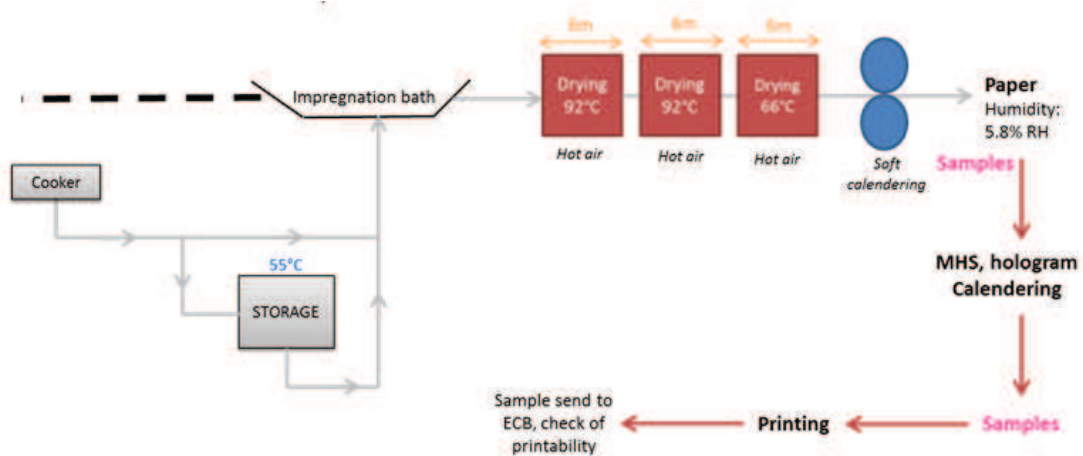 6m 6m 6m
Impregnation bath
Drying
92°C
Drying
92°C
Drying
66°C
Hot air
Hot air
Hot air
Soft
calendering
Paper
Humidity:
5.8% RH
Samples
Cooker
55°C
STORAGE
MHS, hologram
Calendering
Samples
Printing
Sample send to
ECB, check of
printability